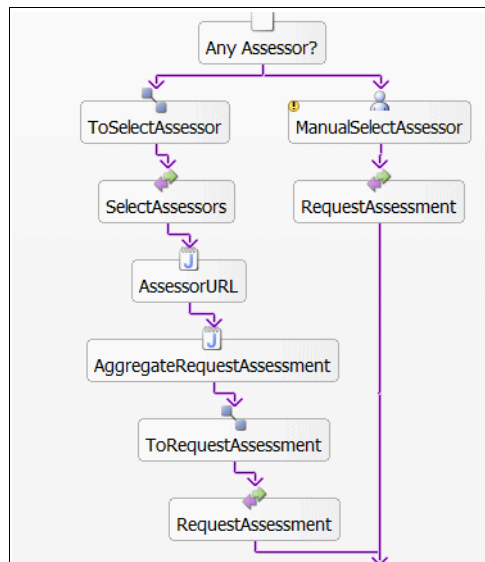 Any Assessor?
ToSelectAssessor
ManualSelectAssessor
SelectAssessors
RequestAssessment
J
AssessorURL
J
AggregateRequestAssessment
ToRequestAssessment
RequestAssessment